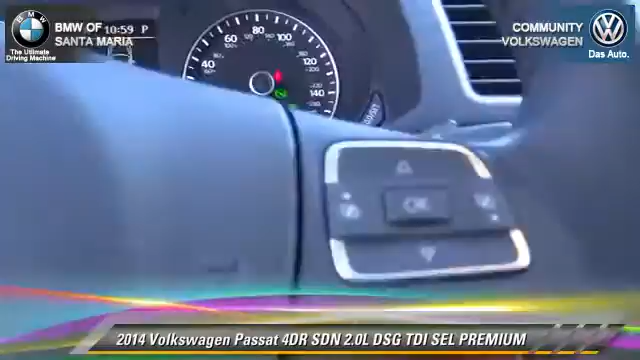 BMW
BMW OF
SANTA MARIA
The Ultimate
Driving Machine
10:59 P
COMMUNITY
VOLKSWAGEN
Das Auto.
40
60
80
100
120
140
OK
2014 Volkswagen Passat 4DR SDN 2.0L DSG TDI SEL PREMIUM